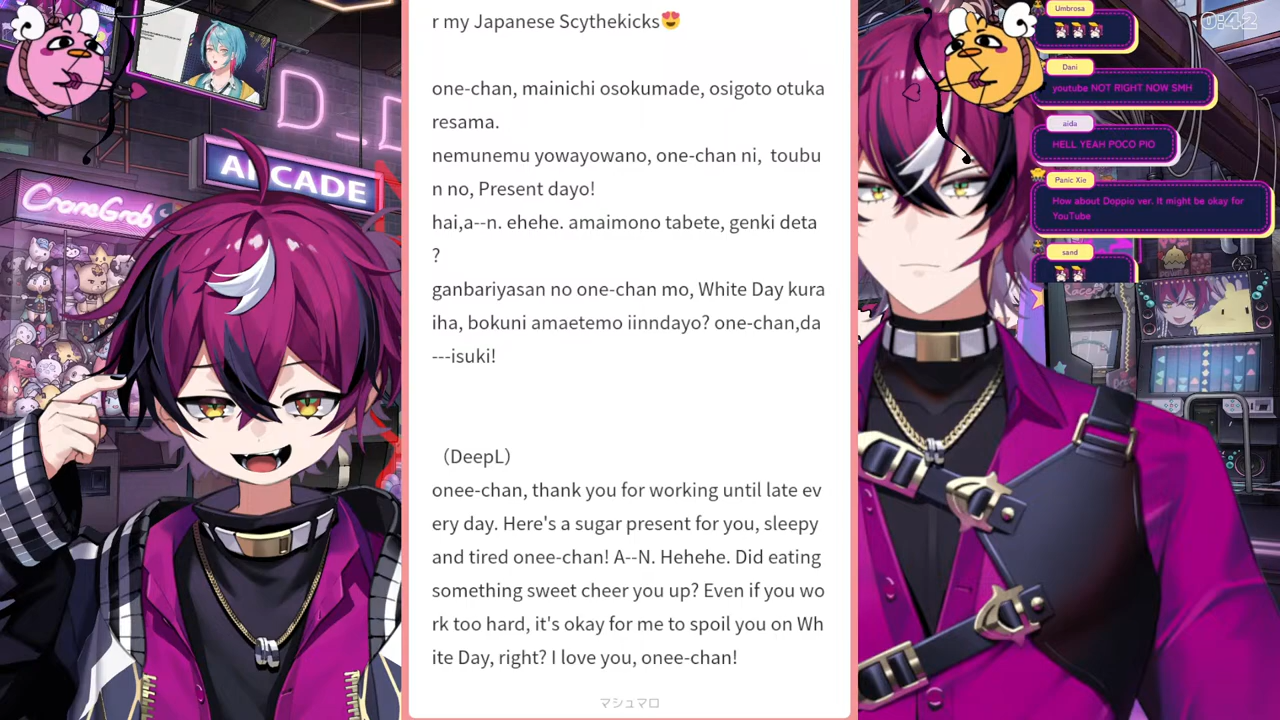 ARCADE
CraneGrab
r my Japanese Scythekicks😍
one-chan, mainichi osokumade, osigoto otuka
resama.
nemunemu yowayowano, one-chan ni, toubu
n no, Present dayo!
hai,a--n. ehehe. amaimono tabete, genki deta
?
ganbariyasan no one-chan mo, White Day kura
iha, bokuni amaetemo iinndayo? one-chan,da
---isuki!
（DeepL）
onee-chan, thank you for working until late ev
ery day. Here's a sugar present for you, sleepy
and tired onee-chan! A--N. Hehehe. Did eating
something sweet cheer you up? Even if you wo
rk too hard, it's okay for me to spoil you on Wh
ite Day, right? I love you, onee-chan!
マシュマロ
0:42
Umbrosa
Dani
youtube NOT RIGHT NOW SMH
aida
HELL YEAH POCO PIO
Panic Xie
How about Doppio ver. It might be okay for
YouTube
sand